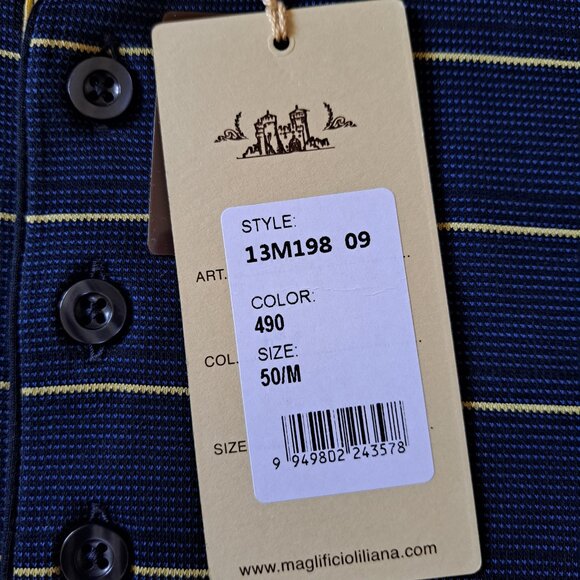 STYLE:
13M198 09
ART.
COLOR:
490
COL.
SIZE:
50/M
SIZE
9 949802 243578
www.maglificioliliana.com